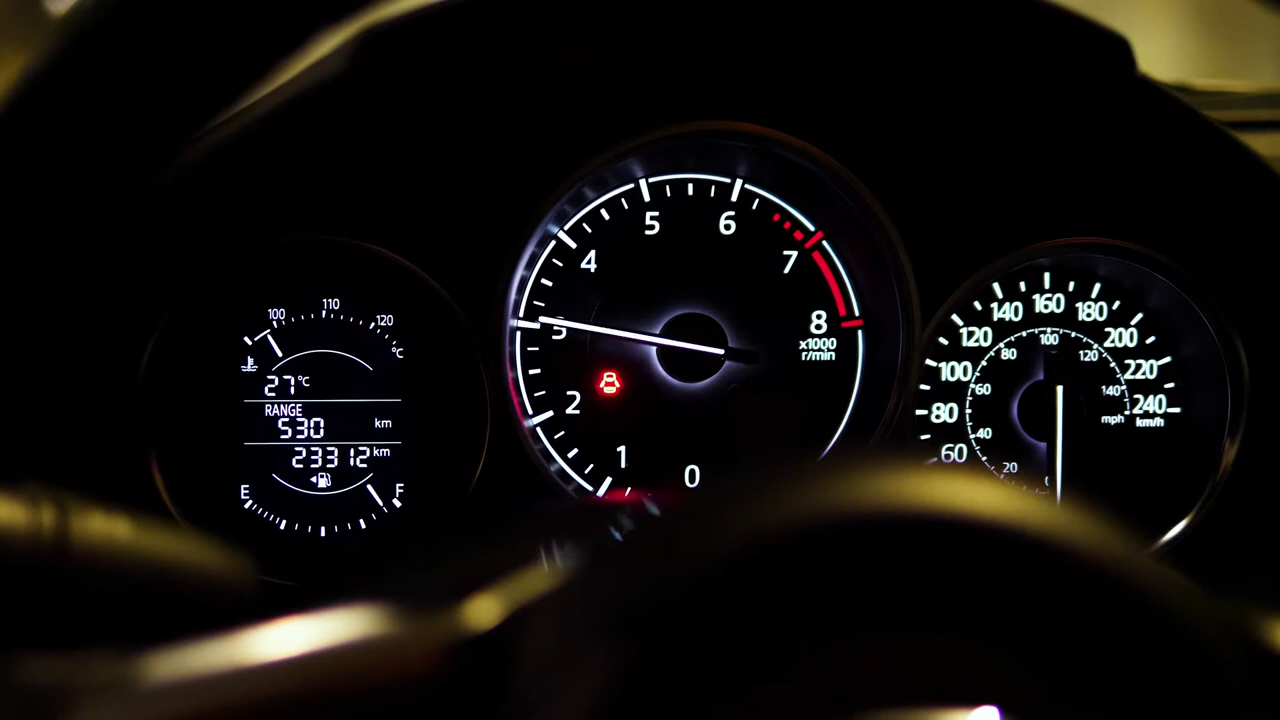 100 110 120
°C
27°C
RANGE
530 km
23312 km
E F
0 1 2 3 4 5 6 7 8
x1000
r/min
60 80 100 120 140 160 180 200 220 240
km/h
0 20 40 60 80 100 120 140
mph